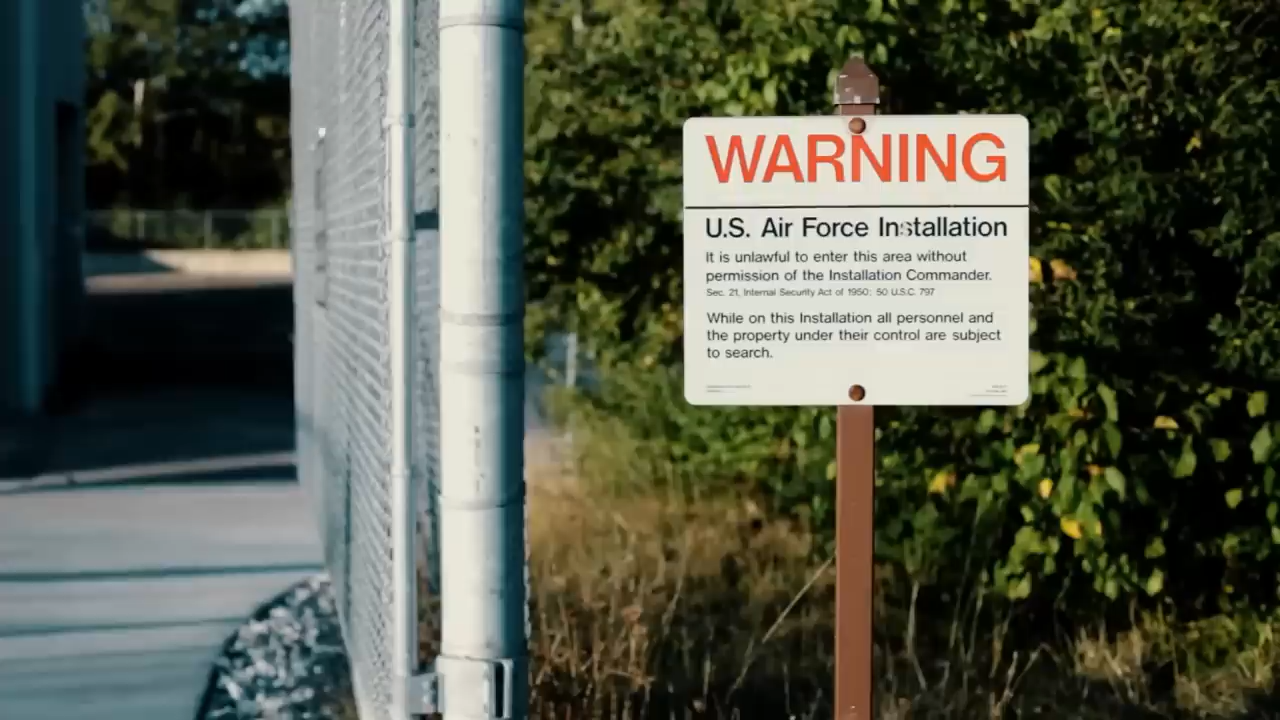 WARNING
U.S. Air Force Installation
It is unlawful to enter this area without
permission of the Installation Commander.
Sec. 21, Internal Security Act of 1950; 50 U.S.C. 797
While on this Installation all personnel and
the property under their control are subject
to search.